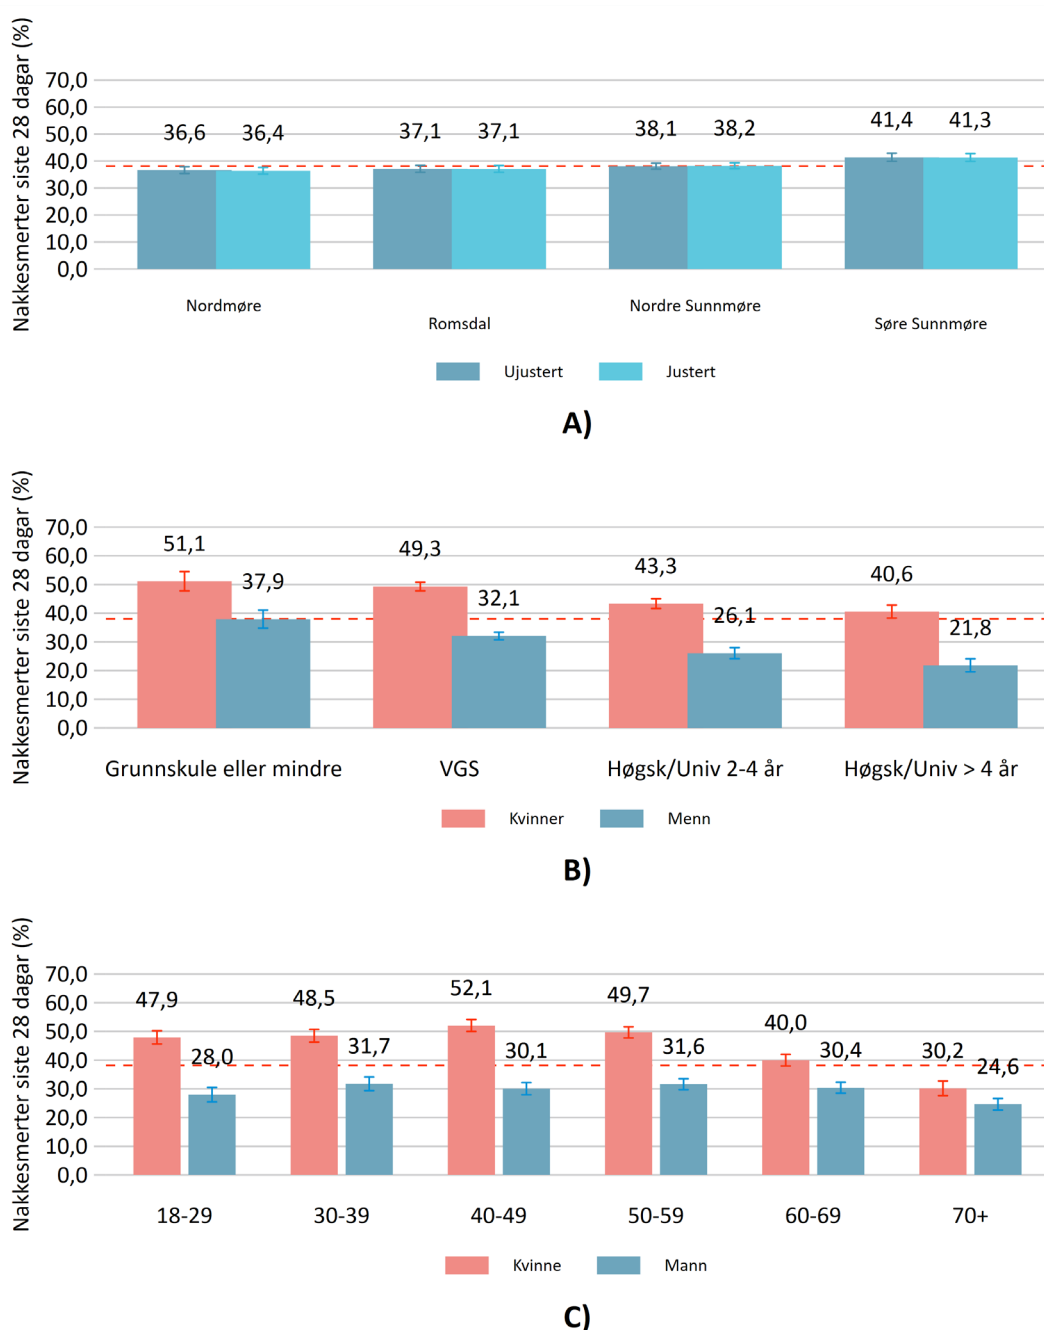 Nakkesmerter siste 28 dagar (%)
70,0
60,0
50,0
40,0
30,0
20,0
10,0
0,0
36,6 36,4 37,1 37,1 38,1 38,2 41,4 41,3
Nordmøre
Romsdal
Nordre Sunnmøre
Søre Sunnmøre
Ujustert Justert
A)
Nakkesmerter siste 28 dagar (%)
70,0
60,0
50,0
40,0
30,0
20,0
10,0
0,0
51,1 37,9 49,3 32,1 43,3 26,1 40,6 21,8
Grunnskule eller mindre VGS Høgsk/Univ 2-4 år Høgsk/Univ > 4 år
Kvinner Menn
B)
Nakkesmerter siste 28 dagar (%)
70,0
60,0
50,0
40,0
30,0
20,0
10,0
0,0
47,9 28,0 48,5 31,7 52,1 30,1 49,7 31,6 40,0 30,4 30,2 24,6
18-29 30-39 40-49 50-59 60-69 70+
Kvinne Mann
C)